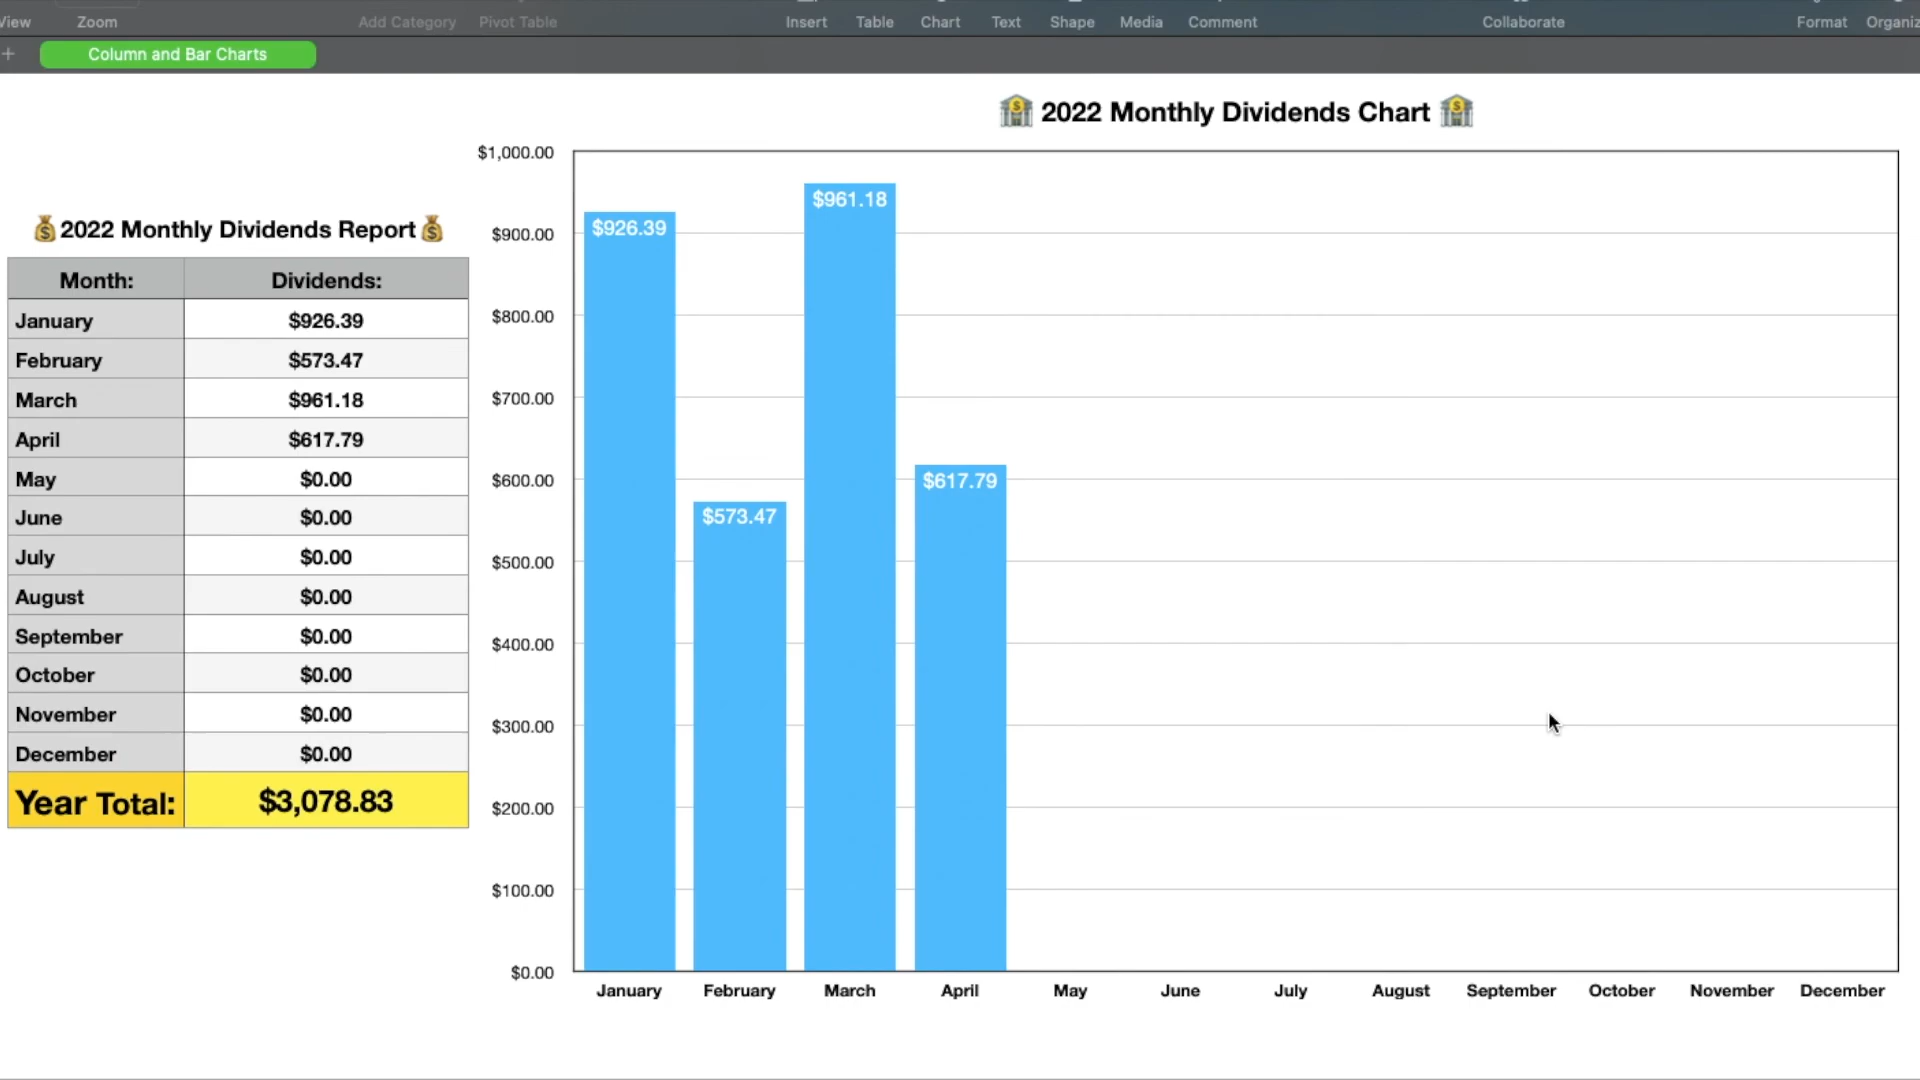 View Zoom Add Category Pivot Table Insert Table Chart Text Shape Media Comment Collaborate Format
+ Column and Bar Charts
2022 Monthly Dividends Chart
2022 Monthly Dividends Report
Month: Dividends:
January $926.39
February $573.47
March $961.18
April $617.79
May $0.00
June $0.00
July $0.00
August $0.00
September $0.00
October $0.00
November $0.00
December $0.00
Year Total: $3,078.83
$1,000.00
$900.00
$800.00
$700.00
$600.00
$500.00
$400.00
$300.00
$200.00
$100.00
$0.00
$926.39
$573.47
$961.18
$617.79
January February March April May June July August September October November December